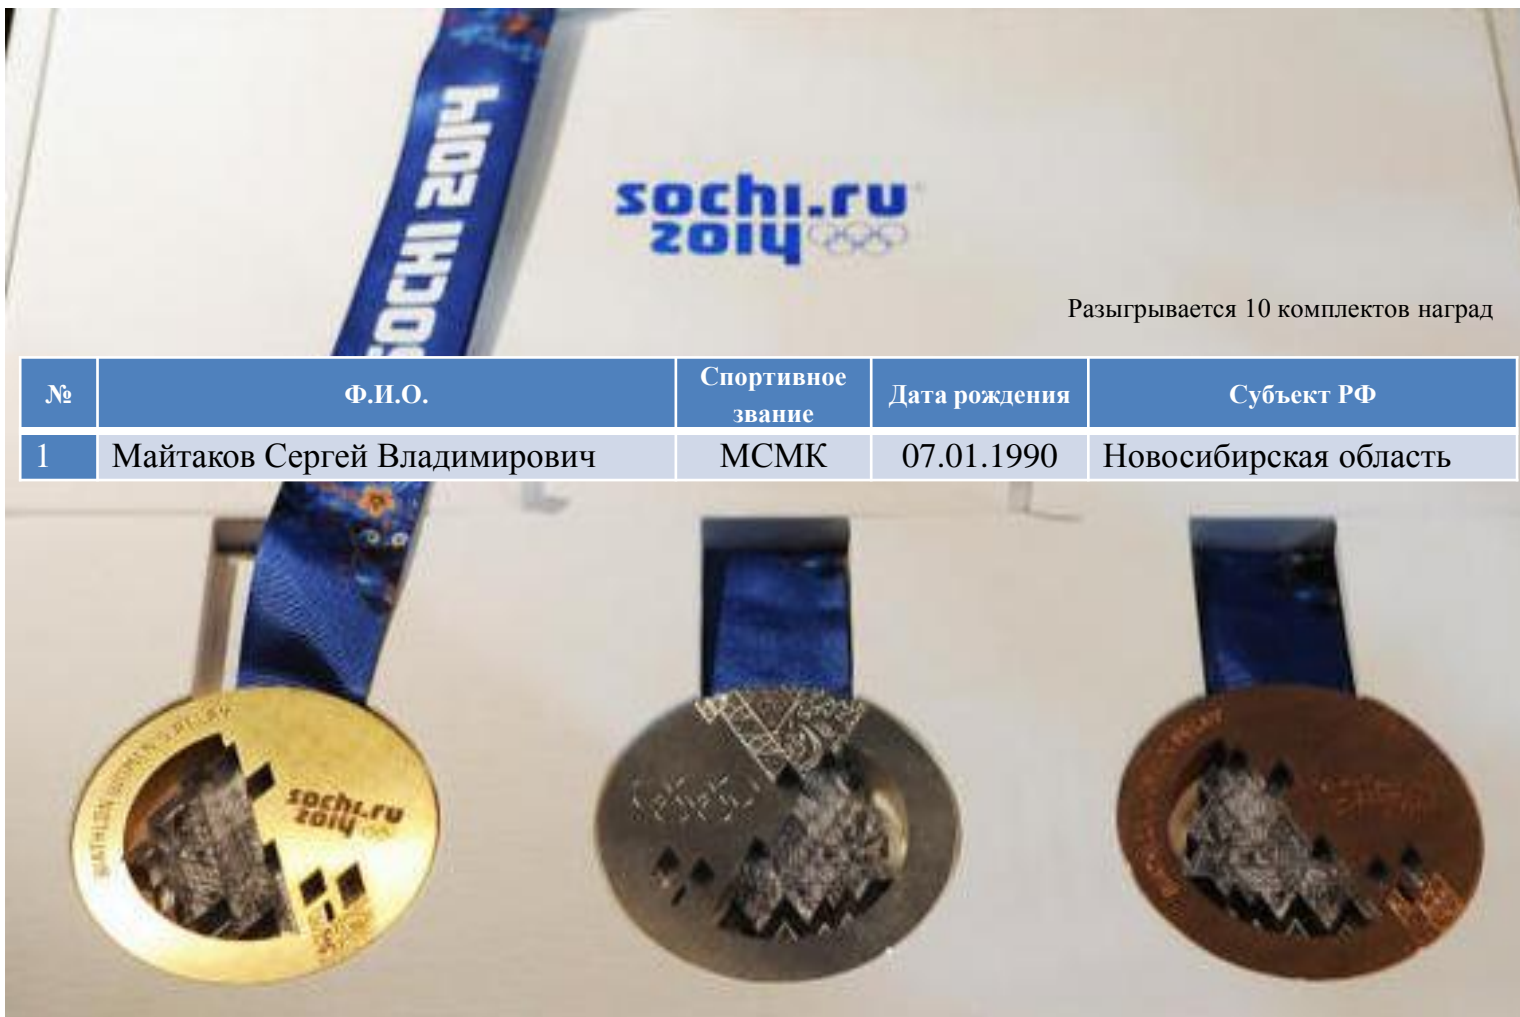 SOCHI 2014
sochi.ru
2014
Разыгрывается 10 комплектов наград
№ Ф.И.О. Спортивное звание Дата рождения Субъект РФ
1 Майтаков Сергей Владимирович МСМК 07.01.1990 Новосибирская область
sochi.ru
2014